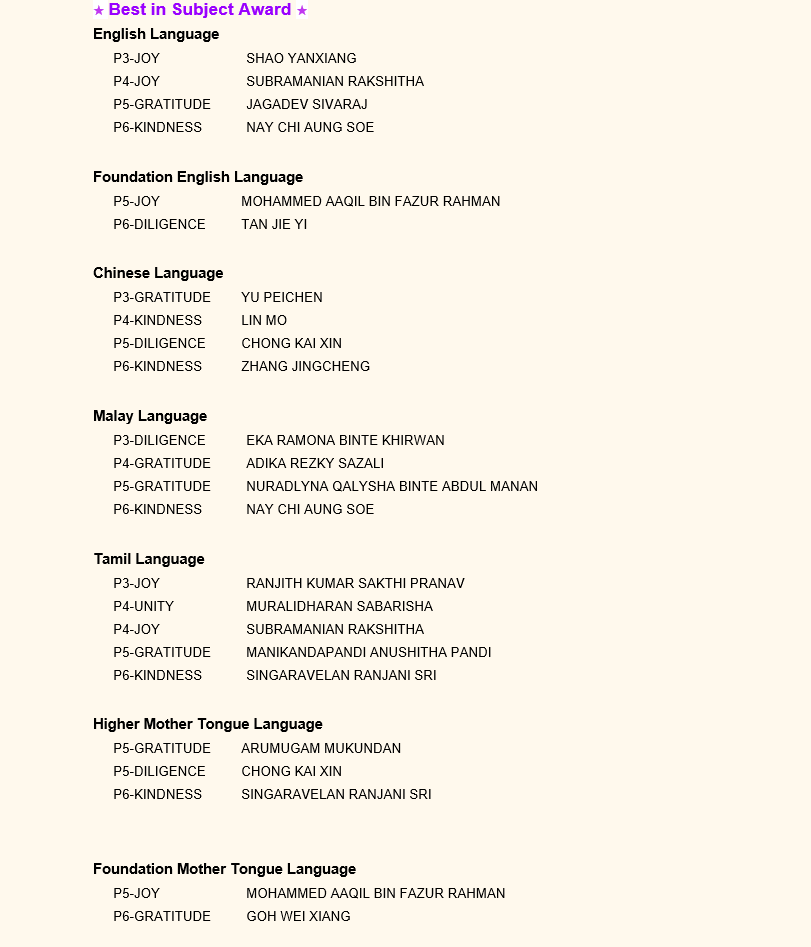 ★ Best in Subject Award ★
English Language
P3-JOY SHAO YANXIANG
P4-JOY SUBRAMANIAN RAKSHITHA
P5-GRATITUDE JAGADEV SIVARAJ
P6-KINDNESS NAY CHI AUNG SOE
Foundation English Language
P5-JOY MOHAMMED AAQIL BIN FAZUR RAHMAN
P6-DILIGENCE TAN JIE YI
Chinese Language
P3-GRATITUDE YU PEICHEN
P4-KINDNESS LIN MO
P5-DILIGENCE CHONG KAI XIN
P6-KINDNESS ZHANG JINGCHENG
Malay Language
P3-DILIGENCE EKA RAMONA BINTE KHIRWAN
P4-GRATITUDE ADIKA REZKY SAZALI
P5-GRATITUDE NURADLYNA QALYSHA BINTE ABDUL MANAN
P6-KINDNESS NAY CHI AUNG SOE
Tamil Language
P3-JOY RANJITH KUMAR SAKTHI PRANAV
P4-UNITY MURALIDHARAN SABARISHA
P4-JOY SUBRAMANIAN RAKSHITHA
P5-GRATITUDE MANIKANDAPANDI ANUSHITHA PANDI
P6-KINDNESS SINGARAVELAN RANJANI SRI
Higher Mother Tongue Language
P5-GRATITUDE ARUMUGAM MUKUNDAN
P5-DILIGENCE CHONG KAI XIN
P6-KINDNESS SINGARAVELAN RANJANI SRI
Foundation Mother Tongue Language
P5-JOY MOHAMMED AAQIL BIN FAZUR RAHMAN
P6-GRATITUDE GOH WEI XIANG